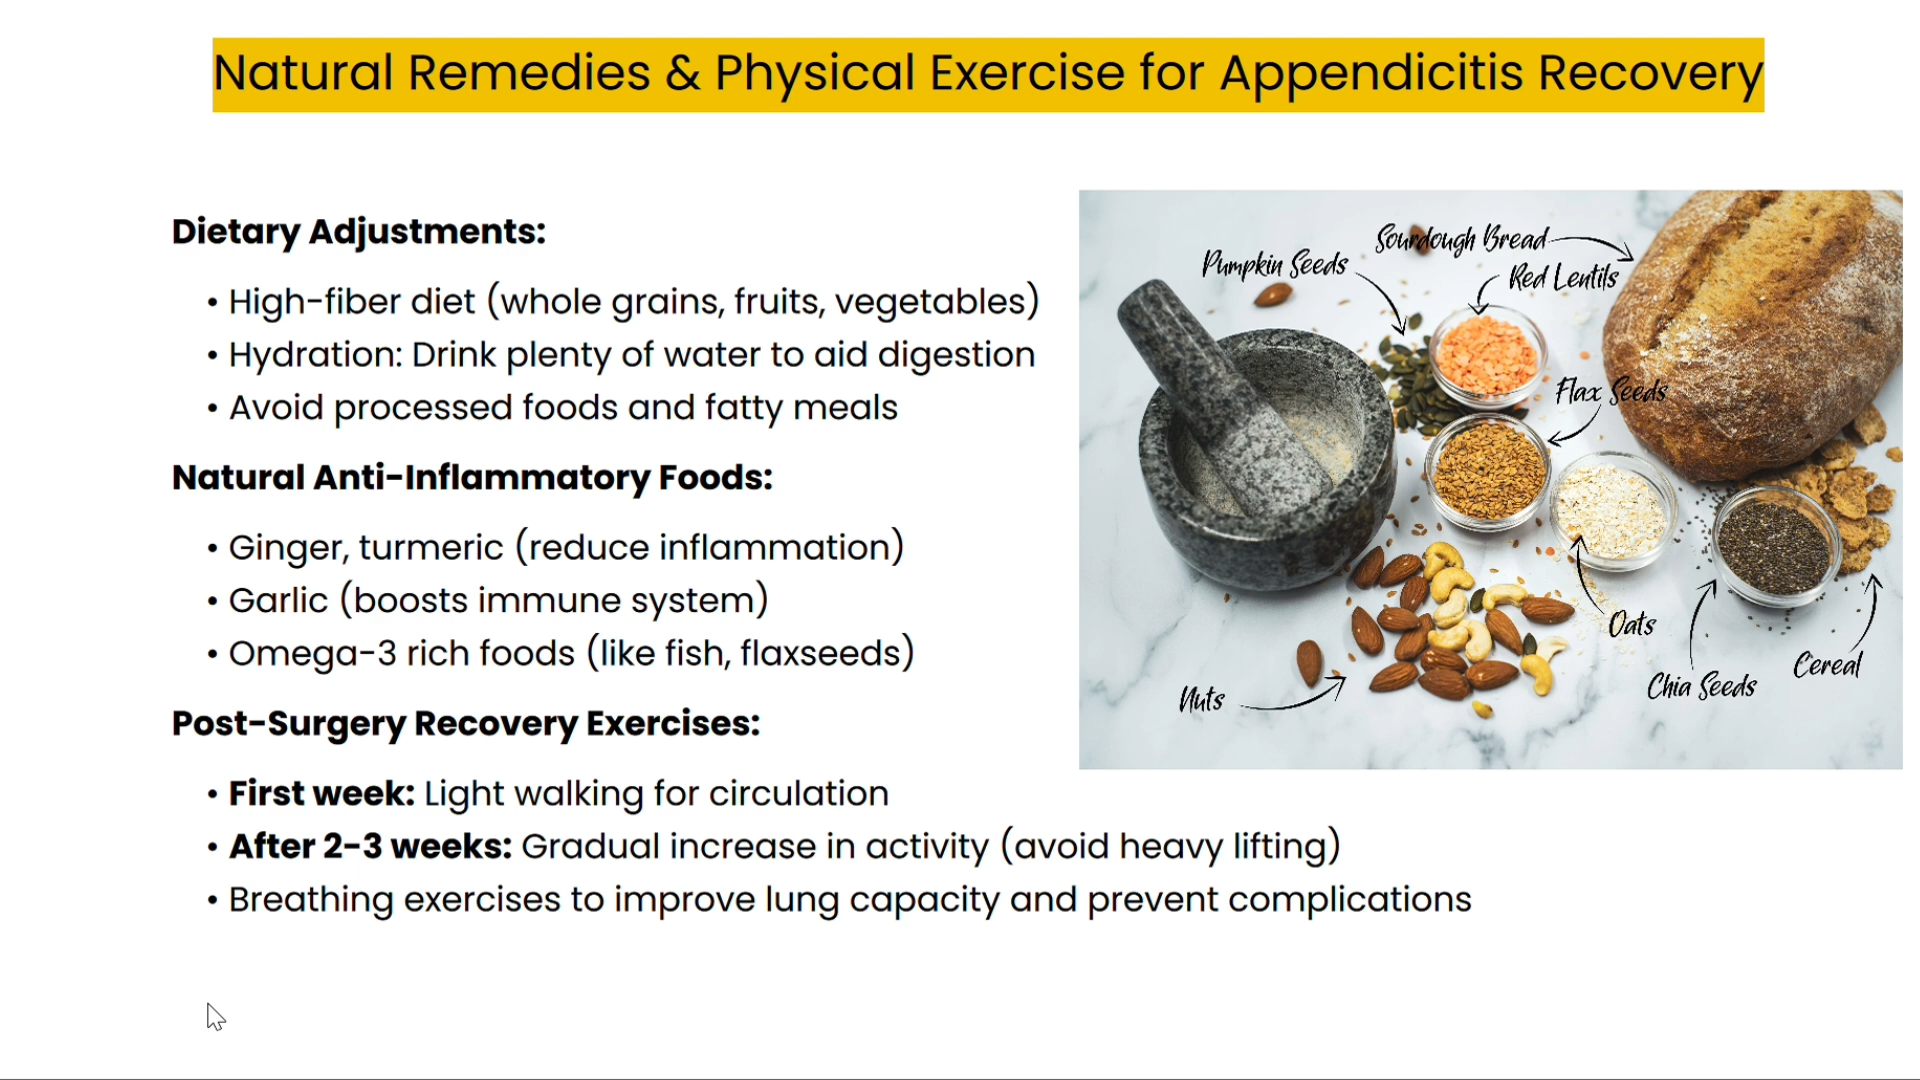 Natural Remedies & Physical Exercise for Appendicitis Recovery
Dietary Adjustments:
• High-fiber diet (whole grains, fruits, vegetables)
• Hydration: Drink plenty of water to aid digestion
• Avoid processed foods and fatty meals
Natural Anti-Inflammatory Foods:
• Ginger, turmeric (reduce inflammation)
• Garlic (boosts immune system)
• Omega-3 rich foods (like fish, flaxseeds)
Post-Surgery Recovery Exercises:
• First week: Light walking for circulation
• After 2-3 weeks: Gradual increase in activity (avoid heavy lifting)
• Breathing exercises to improve lung capacity and prevent complications
Sourdough Bread
Pumpkin Seeds
Red Lentils
Flax Seeds
Oats
Cereal
Chia Seeds
Nuts